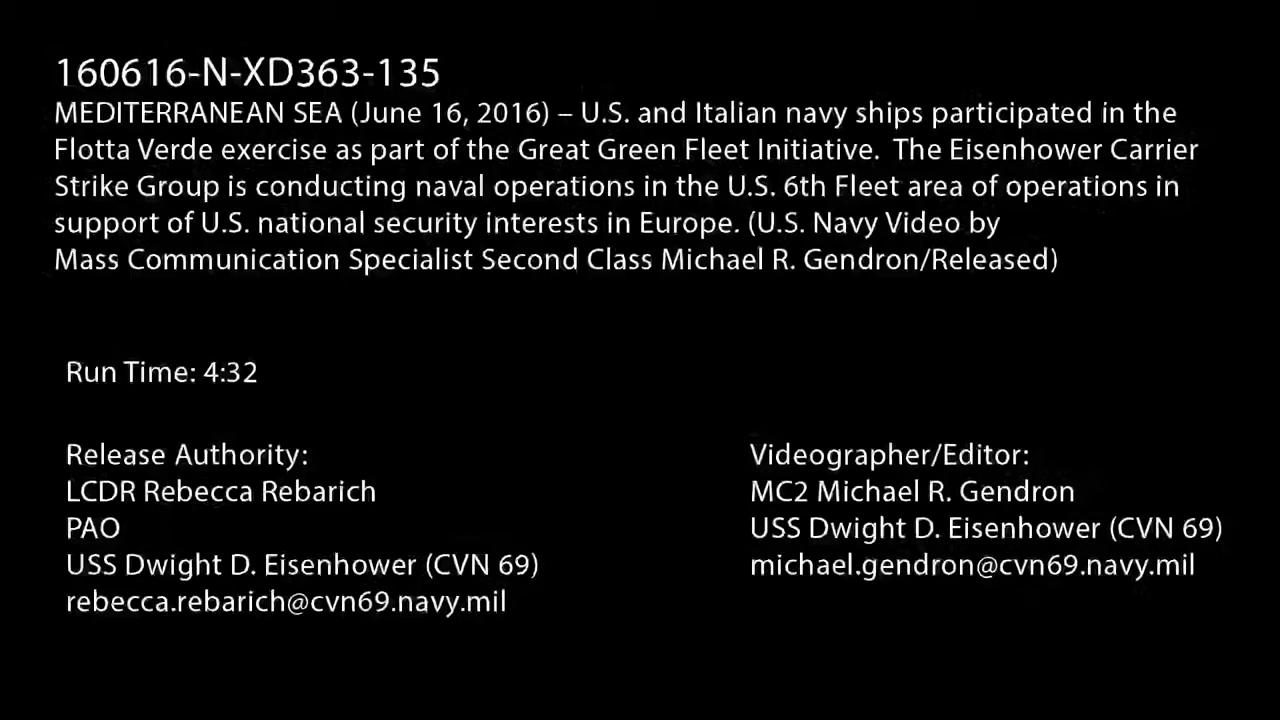 160616-N-XD363-135
MEDITERRANEAN SEA (June 16, 2016) – U.S. and Italian navy ships participated in the
Flotta Verde exercise as part of the Great Green Fleet Initiative.  The Eisenhower Carrier
Strike Group is conducting naval operations in the U.S. 6th Fleet area of operations in
support of U.S. national security interests in Europe. (U.S. Navy Video by
Mass Communication Specialist Second Class Michael R. Gendron/Released)
Run Time: 4:32
Release Authority:
LCDR Rebecca Rebarich
PAO
USS Dwight D. Eisenhower (CVN 69)
rebecca.rebarich@cvn69.navy.mil
Videographer/Editor:
MC2 Michael R. Gendron
USS Dwight D. Eisenhower (CVN 69)
michael.gendron@cvn69.navy.mil